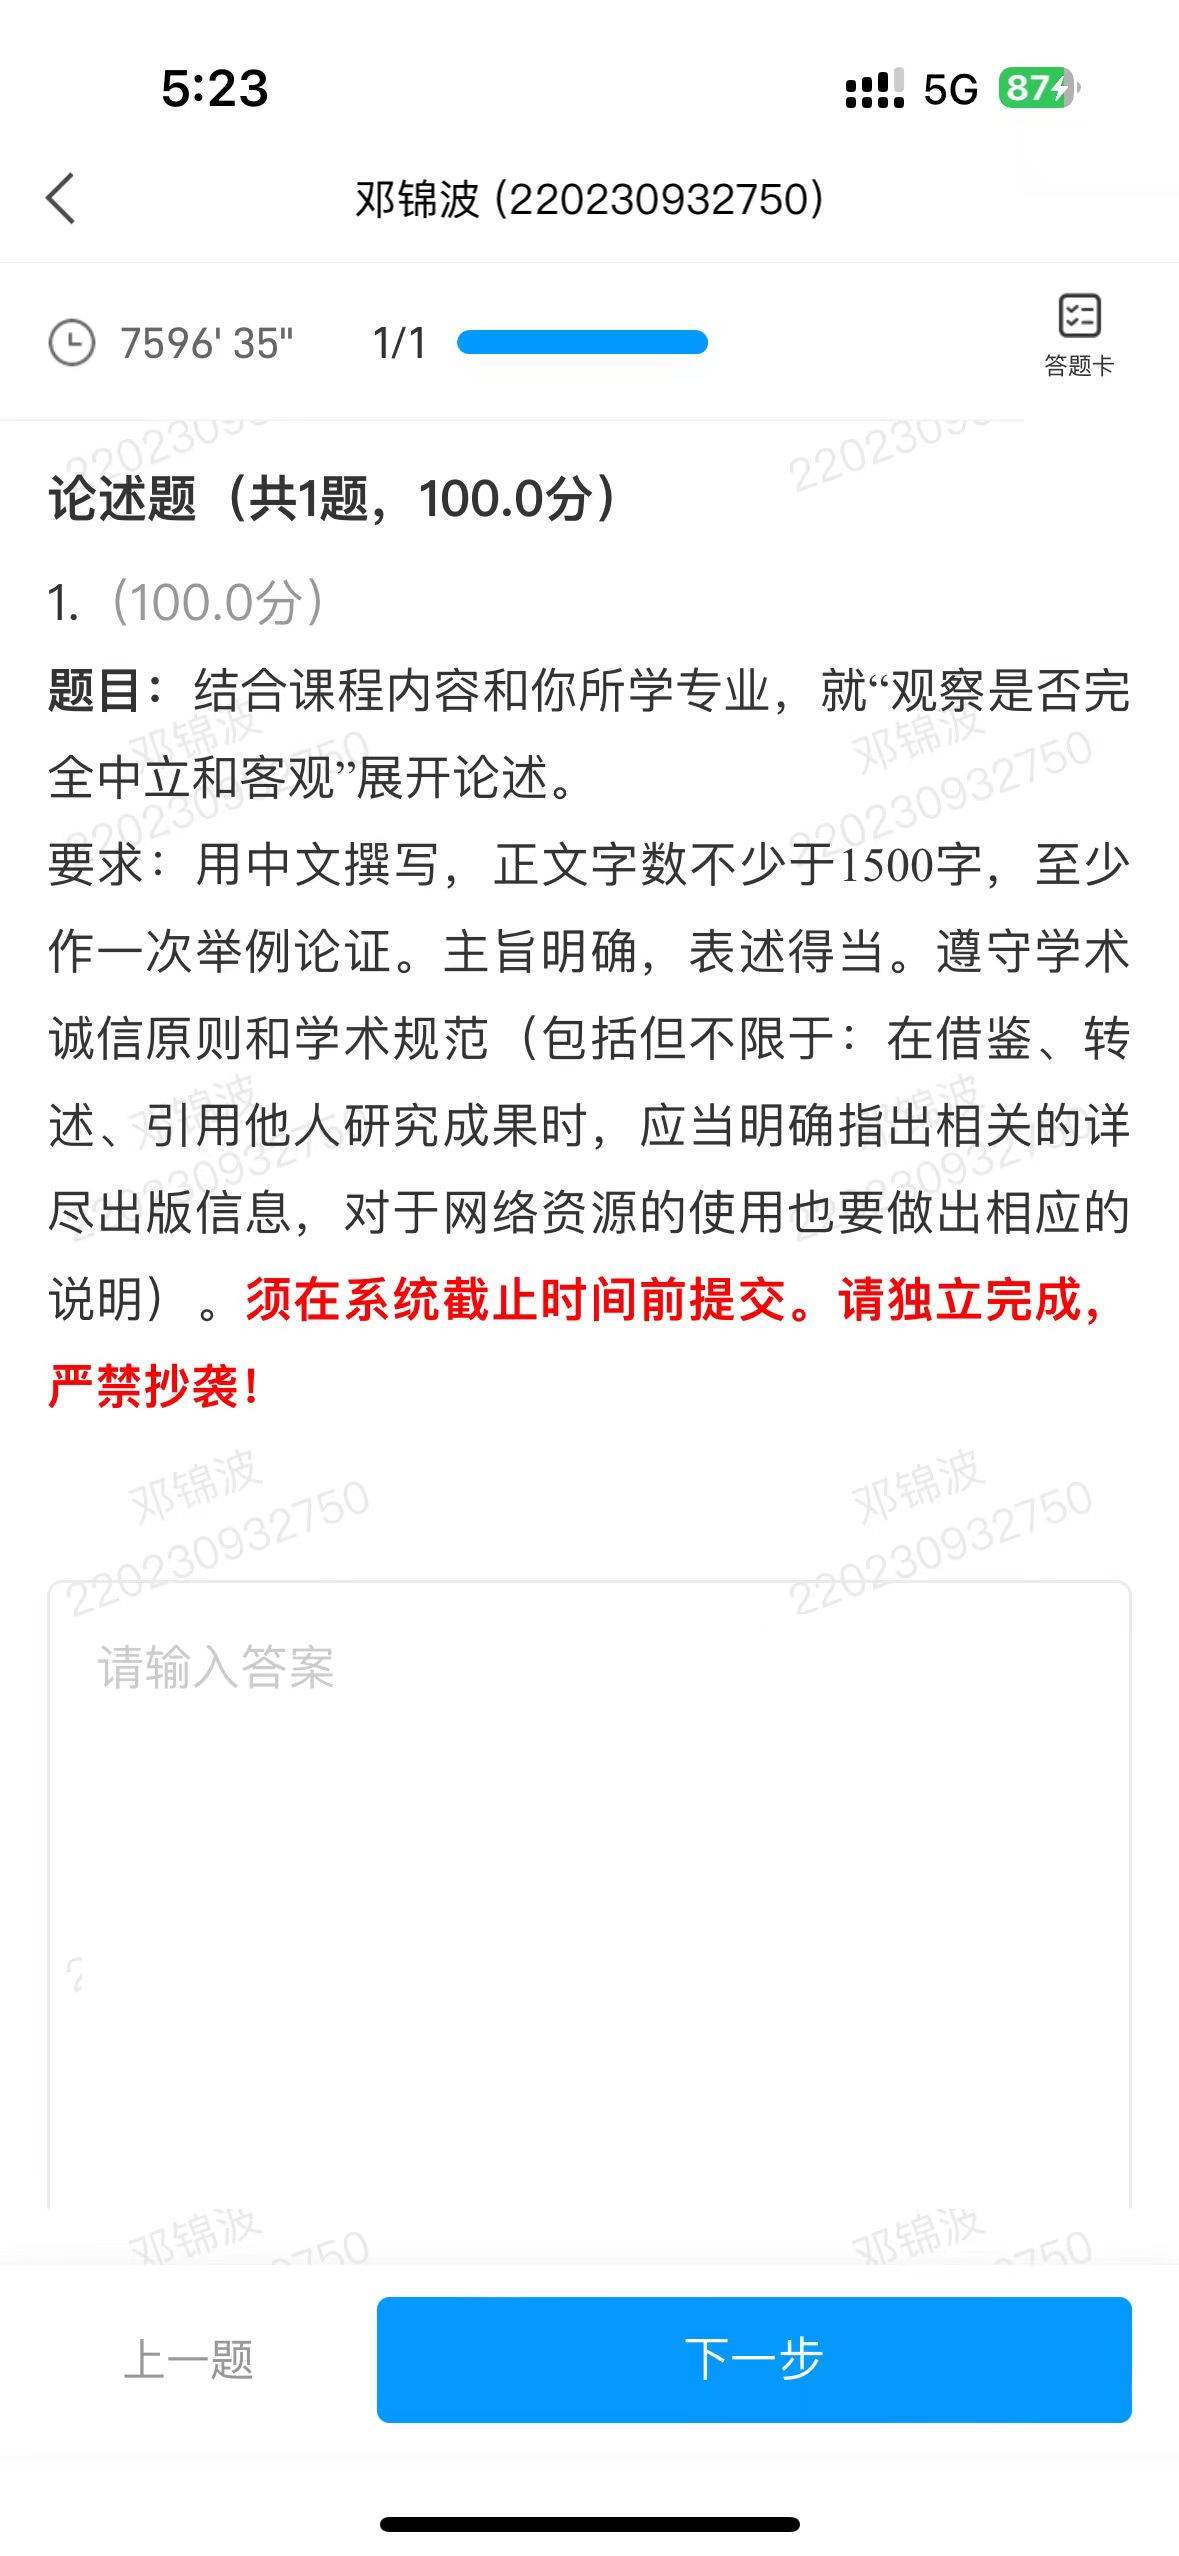 5:23
5G
87
邓锦波 (220230932750)
7596' 35"
1/1
答题卡
论述题（共1题，100.0分）
1.（100.0分）
题目：结合课程内容和你所学专业，就“观察是否完
全中立和客观”展开论述。
要求：用中文撰写，正文字数不少于1500字，至少
作一次举例论证。主旨明确，表述得当。遵守学术
诚信原则和学术规范（包括但不限于：在借鉴、转
述、引用他人研究成果时，应当明确指出相关的详
尽出版信息，对于网络资源的使用也要做出相应的
说明）。须在系统截止时间前提交。请独立完成，
严禁抄袭！
邓锦波
220230932750
邓锦波
220230932750
请输入答案
上一题
下一步